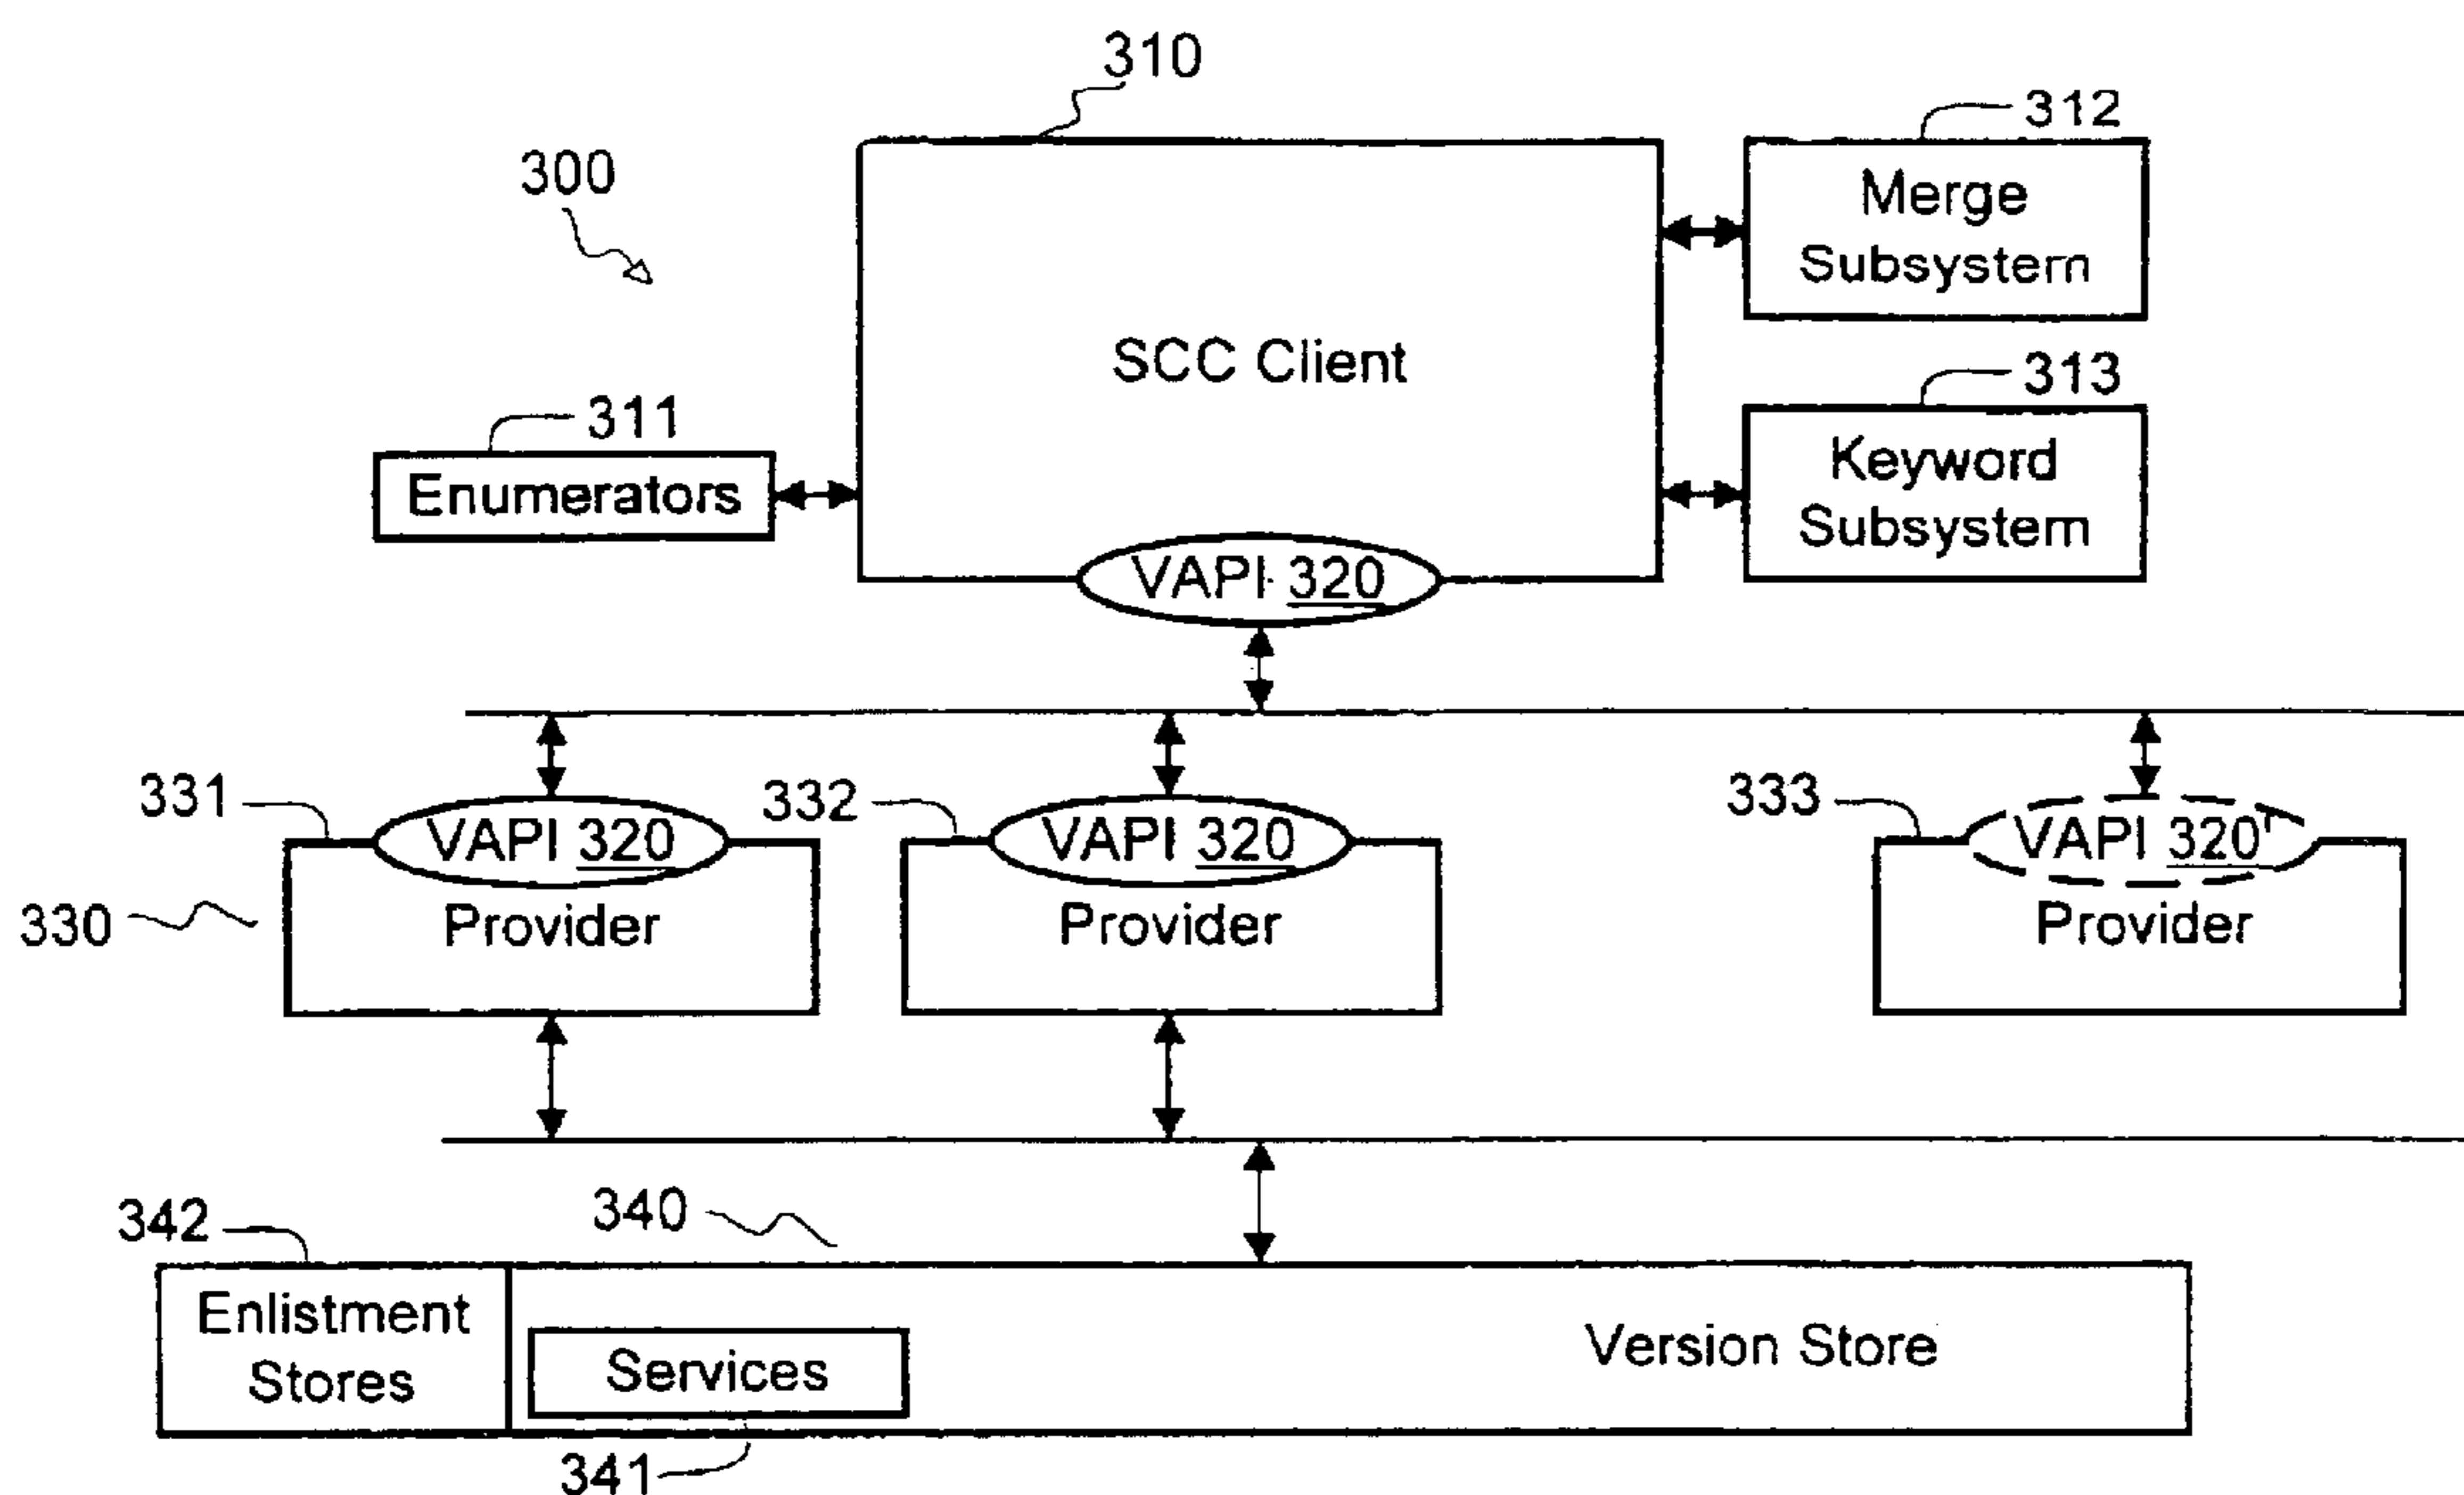 310
312
300
Merge
Subsystem
SCC Client
313
311
Keyword
Subsystem
Enumerators
VAPI 320
331
332
333
VAPI 320
VAPI 320
VAPI 320'
330
Provider
Provider
Provider
342
340
Enlistment
Stores
Services
Version Store
341